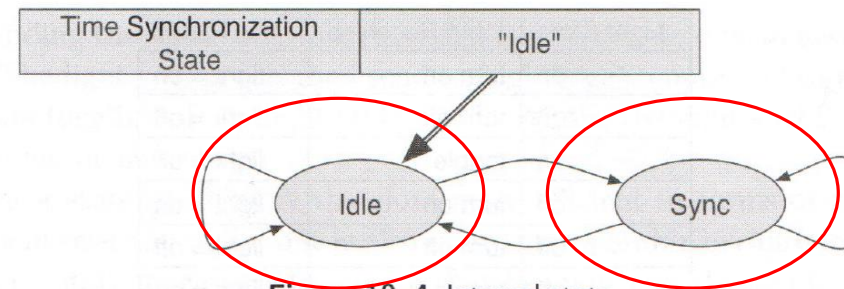 Time Synchronization
State
"Idle"
Idle
Sync